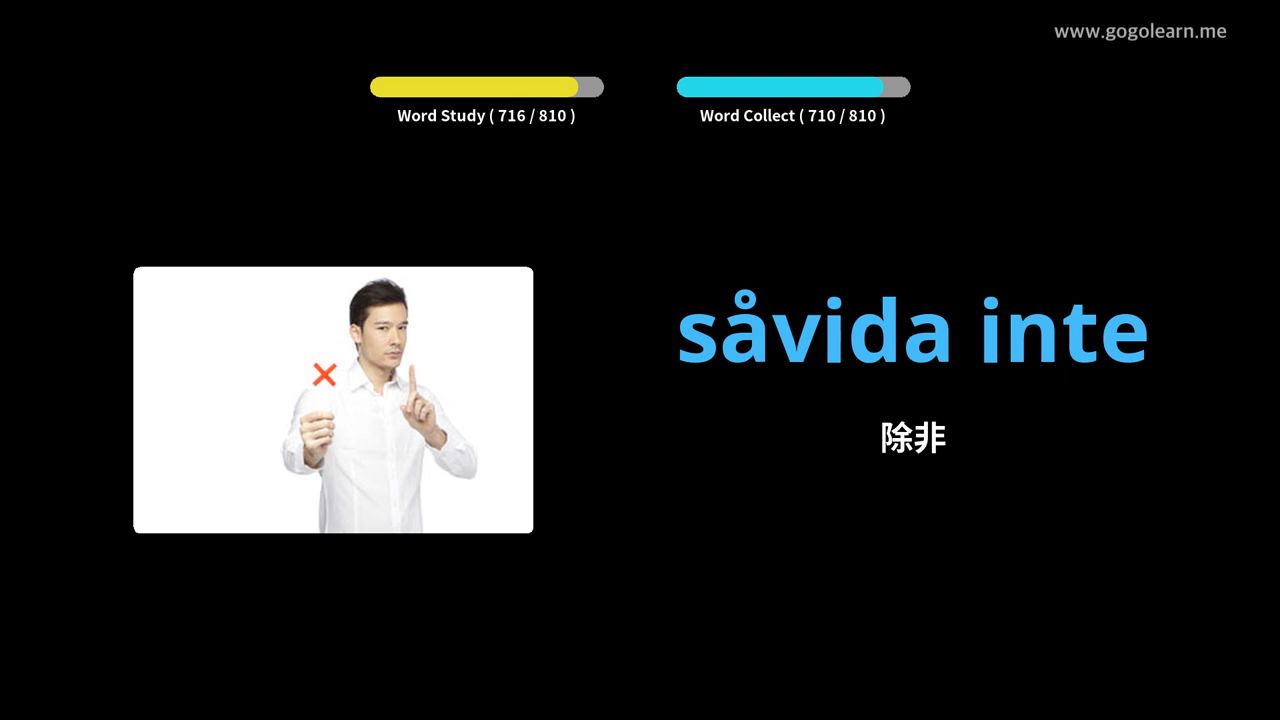 www.gogolearn.me
Word Study ( 716 / 810 )
Word Collect ( 710 / 810 )
såvida inte
除非